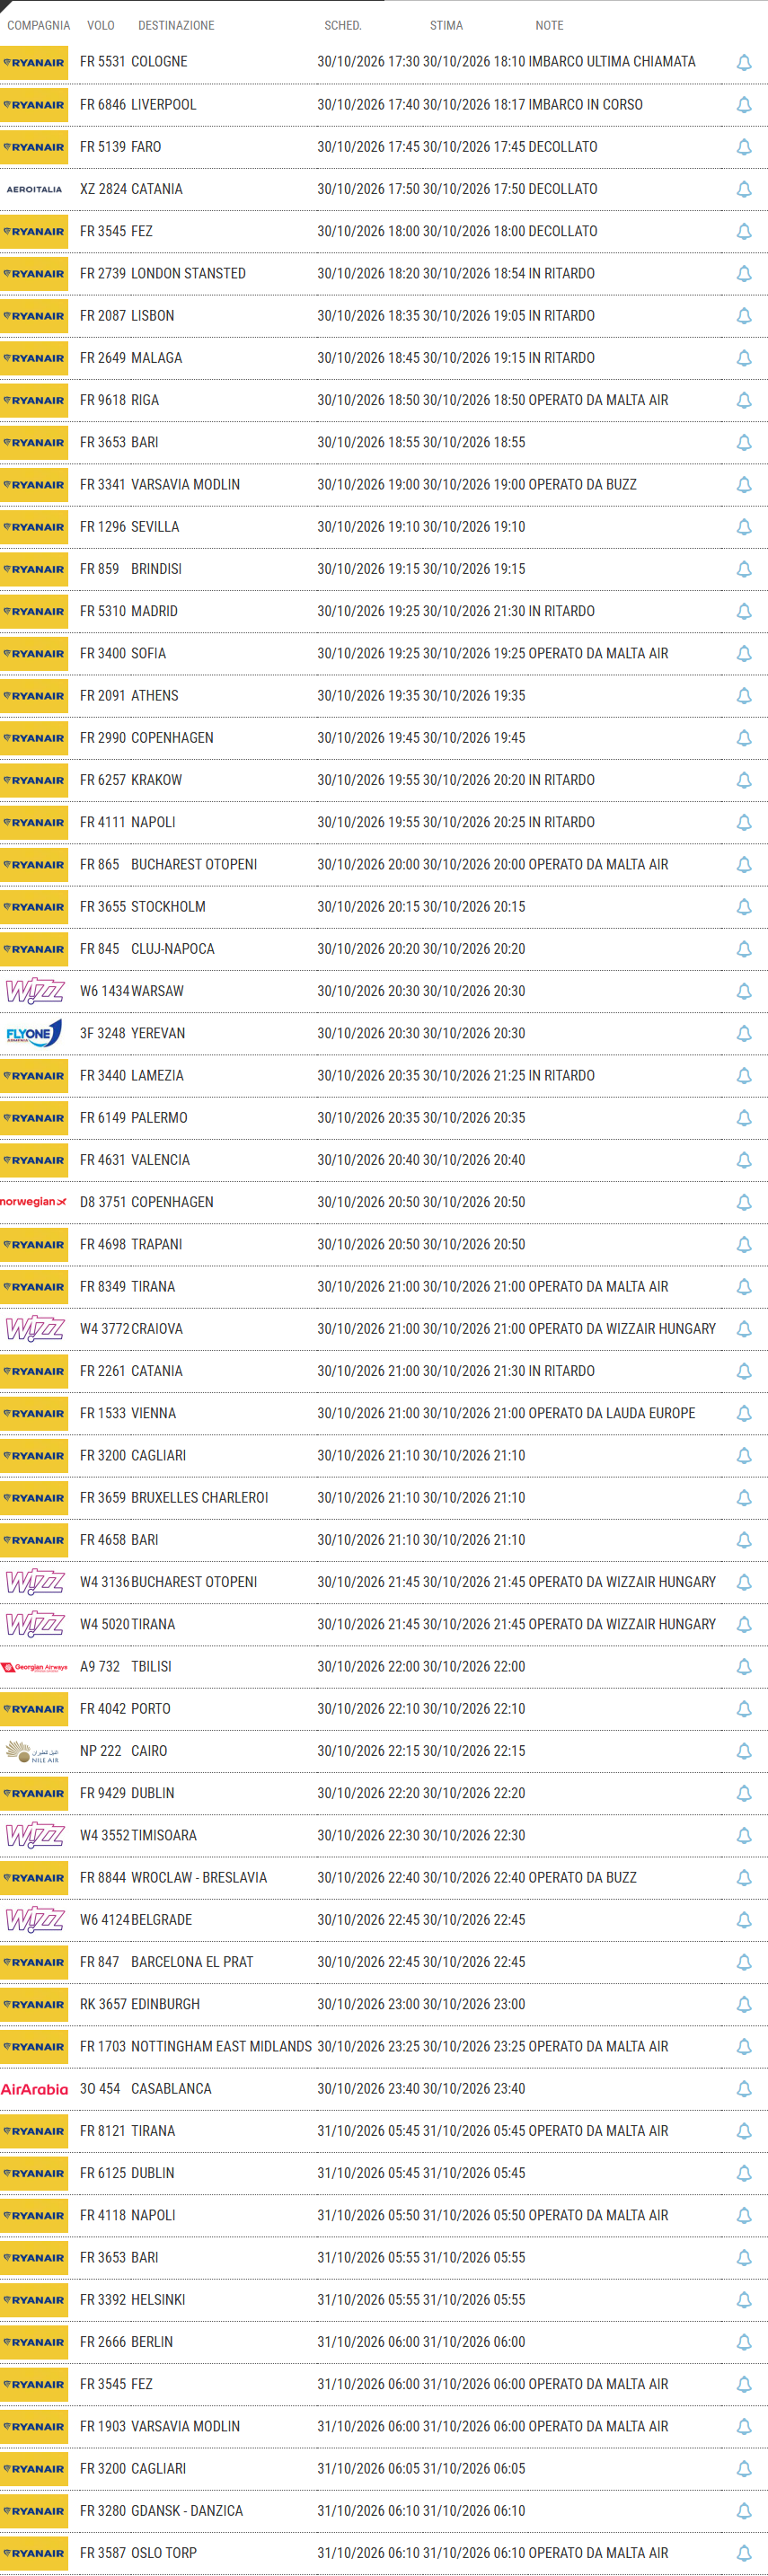 COMPAGNIA VOLO DESTINAZIONE SCHED. STIMA NOTE
RYANAIR FR 5531 COLOGNE 30/10/2026 17:30 30/10/2026 18:10 IMBARCO ULTIMA CHIAMATA
RYANAIR FR 6846 LIVERPOOL 30/10/2026 17:40 30/10/2026 18:17 IMBARCO IN CORSO
RYANAIR FR 5139 FARO 30/10/2026 17:45 30/10/2026 17:45 DECOLLATO
AEROITALIA XZ 2824 CATANIA 30/10/2026 17:50 30/10/2026 17:50 DECOLLATO
RYANAIR FR 3545 FEZ 30/10/2026 18:00 30/10/2026 18:00 DECOLLATO
RYANAIR FR 2739 LONDON STANSTED 30/10/2026 18:20 30/10/2026 18:54 IN RITARDO
RYANAIR FR 2087 LISBON 30/10/2026 18:35 30/10/2026 19:05 IN RITARDO
RYANAIR FR 2649 MALAGA 30/10/2026 18:45 30/10/2026 19:15 IN RITARDO
RYANAIR FR 9618 RIGA 30/10/2026 18:50 30/10/2026 18:50 OPERATO DA MALTA AIR
RYANAIR FR 3653 BARI 30/10/2026 18:55 30/10/2026 18:55
RYANAIR FR 3341 VARSAVIA MODLIN 30/10/2026 19:00 30/10/2026 19:00 OPERATO DA BUZZ
RYANAIR FR 1296 SEVILLA 30/10/2026 19:10 30/10/2026 19:10
RYANAIR FR 859 BRINDISI 30/10/2026 19:15 30/10/2026 19:15
RYANAIR FR 5310 MADRID 30/10/2026 19:25 30/10/2026 21:30 IN RITARDO
RYANAIR FR 3400 SOFIA 30/10/2026 19:25 30/10/2026 19:25 OPERATO DA MALTA AIR
RYANAIR FR 2091 ATHENS 30/10/2026 19:35 30/10/2026 19:35
RYANAIR FR 2990 COPENHAGEN 30/10/2026 19:45 30/10/2026 19:45
RYANAIR FR 6257 KRAKOW 30/10/2026 19:55 30/10/2026 20:20 IN RITARDO
RYANAIR FR 4111 NAPOLI 30/10/2026 19:55 30/10/2026 20:25 IN RITARDO
RYANAIR FR 865 BUCHAREST OTOPENI 30/10/2026 20:00 30/10/2026 20:00 OPERATO DA MALTA AIR
RYANAIR FR 3655 STOCKHOLM 30/10/2026 20:15 30/10/2026 20:15
RYANAIR FR 845 CLUJ-NAPOCA 30/10/2026 20:20 30/10/2026 20:20
WIZZ W6 1434 WARSAW 30/10/2026 20:30 30/10/2026 20:30
FLYONE ARMENIA 3F 3248 YEREVAN 30/10/2026 20:30 30/10/2026 20:30
RYANAIR FR 3440 LAMEZIA 30/10/2026 20:35 30/10/2026 21:25 IN RITARDO
RYANAIR FR 6149 PALERMO 30/10/2026 20:35 30/10/2026 20:35
RYANAIR FR 4631 VALENCIA 30/10/2026 20:40 30/10/2026 20:40
norwegian D8 3751 COPENHAGEN 30/10/2026 20:50 30/10/2026 20:50
RYANAIR FR 4698 TRAPANI 30/10/2026 20:50 30/10/2026 20:50
RYANAIR FR 8349 TIRANA 30/10/2026 21:00 30/10/2026 21:00 OPERATO DA MALTA AIR
WIZZ W4 3772 CRAIOVA 30/10/2026 21:00 30/10/2026 21:00 OPERATO DA WIZZAIR HUNGARY
RYANAIR FR 2261 CATANIA 30/10/2026 21:00 30/10/2026 21:30 IN RITARDO
RYANAIR FR 1533 VIENNA 30/10/2026 21:00 30/10/2026 21:00 OPERATO DA LAUDA EUROPE
RYANAIR FR 3200 CAGLIARI 30/10/2026 21:10 30/10/2026 21:10
RYANAIR FR 3659 BRUXELLES CHARLEROI 30/10/2026 21:10 30/10/2026 21:10
RYANAIR FR 4658 BARI 30/10/2026 21:10 30/10/2026 21:10
WIZZ W4 3136 BUCHAREST OTOPENI 30/10/2026 21:45 30/10/2026 21:45 OPERATO DA WIZZAIR HUNGARY
WIZZ W4 5020 TIRANA 30/10/2026 21:45 30/10/2026 21:45 OPERATO DA WIZZAIR HUNGARY
Georgian Airways A9 732 TBILISI 30/10/2026 22:00 30/10/2026 22:00
RYANAIR FR 4042 PORTO 30/10/2026 22:10 30/10/2026 22:10
النيل للطيران NILE AIR NP 222 CAIRO 30/10/2026 22:15 30/10/2026 22:15
RYANAIR FR 9429 DUBLIN 30/10/2026 22:20 30/10/2026 22:20
WIZZ W4 3552 TIMISOARA 30/10/2026 22:30 30/10/2026 22:30
RYANAIR FR 8844 WROCLAW - BRESLAVIA 30/10/2026 22:40 30/10/2026 22:40 OPERATO DA BUZZ
WIZZ W6 4124 BELGRADE 30/10/2026 22:45 30/10/2026 22:45
RYANAIR FR 847 BARCELONA EL PRAT 30/10/2026 22:45 30/10/2026 22:45
RYANAIR RK 3657 EDINBURGH 30/10/2026 23:00 30/10/2026 23:00
RYANAIR FR 1703 NOTTINGHAM EAST MIDLANDS 30/10/2026 23:25 30/10/2026 23:25 OPERATO DA MALTA AIR
AirArabia 3O 454 CASABLANCA 30/10/2026 23:40 30/10/2026 23:40
RYANAIR FR 8121 TIRANA 31/10/2026 05:45 31/10/2026 05:45 OPERATO DA MALTA AIR
RYANAIR FR 6125 DUBLIN 31/10/2026 05:45 31/10/2026 05:45
RYANAIR FR 4118 NAPOLI 31/10/2026 05:50 31/10/2026 05:50 OPERATO DA MALTA AIR
RYANAIR FR 3653 BARI 31/10/2026 05:55 31/10/2026 05:55
RYANAIR FR 3392 HELSINKI 31/10/2026 05:55 31/10/2026 05:55
RYANAIR FR 2666 BERLIN 31/10/2026 06:00 31/10/2026 06:00
RYANAIR FR 3545 FEZ 31/10/2026 06:00 31/10/2026 06:00 OPERATO DA MALTA AIR
RYANAIR FR 1903 VARSAVIA MODLIN 31/10/2026 06:00 31/10/2026 06:00 OPERATO DA MALTA AIR
RYANAIR FR 3200 CAGLIARI 31/10/2026 06:05 31/10/2026 06:05
RYANAIR FR 3280 GDANSK - DANZICA 31/10/2026 06:10 31/10/2026 06:10
RYANAIR FR 3587 OSLO TORP 31/10/2026 06:10 31/10/2026 06:10 OPERATO DA MALTA AIR